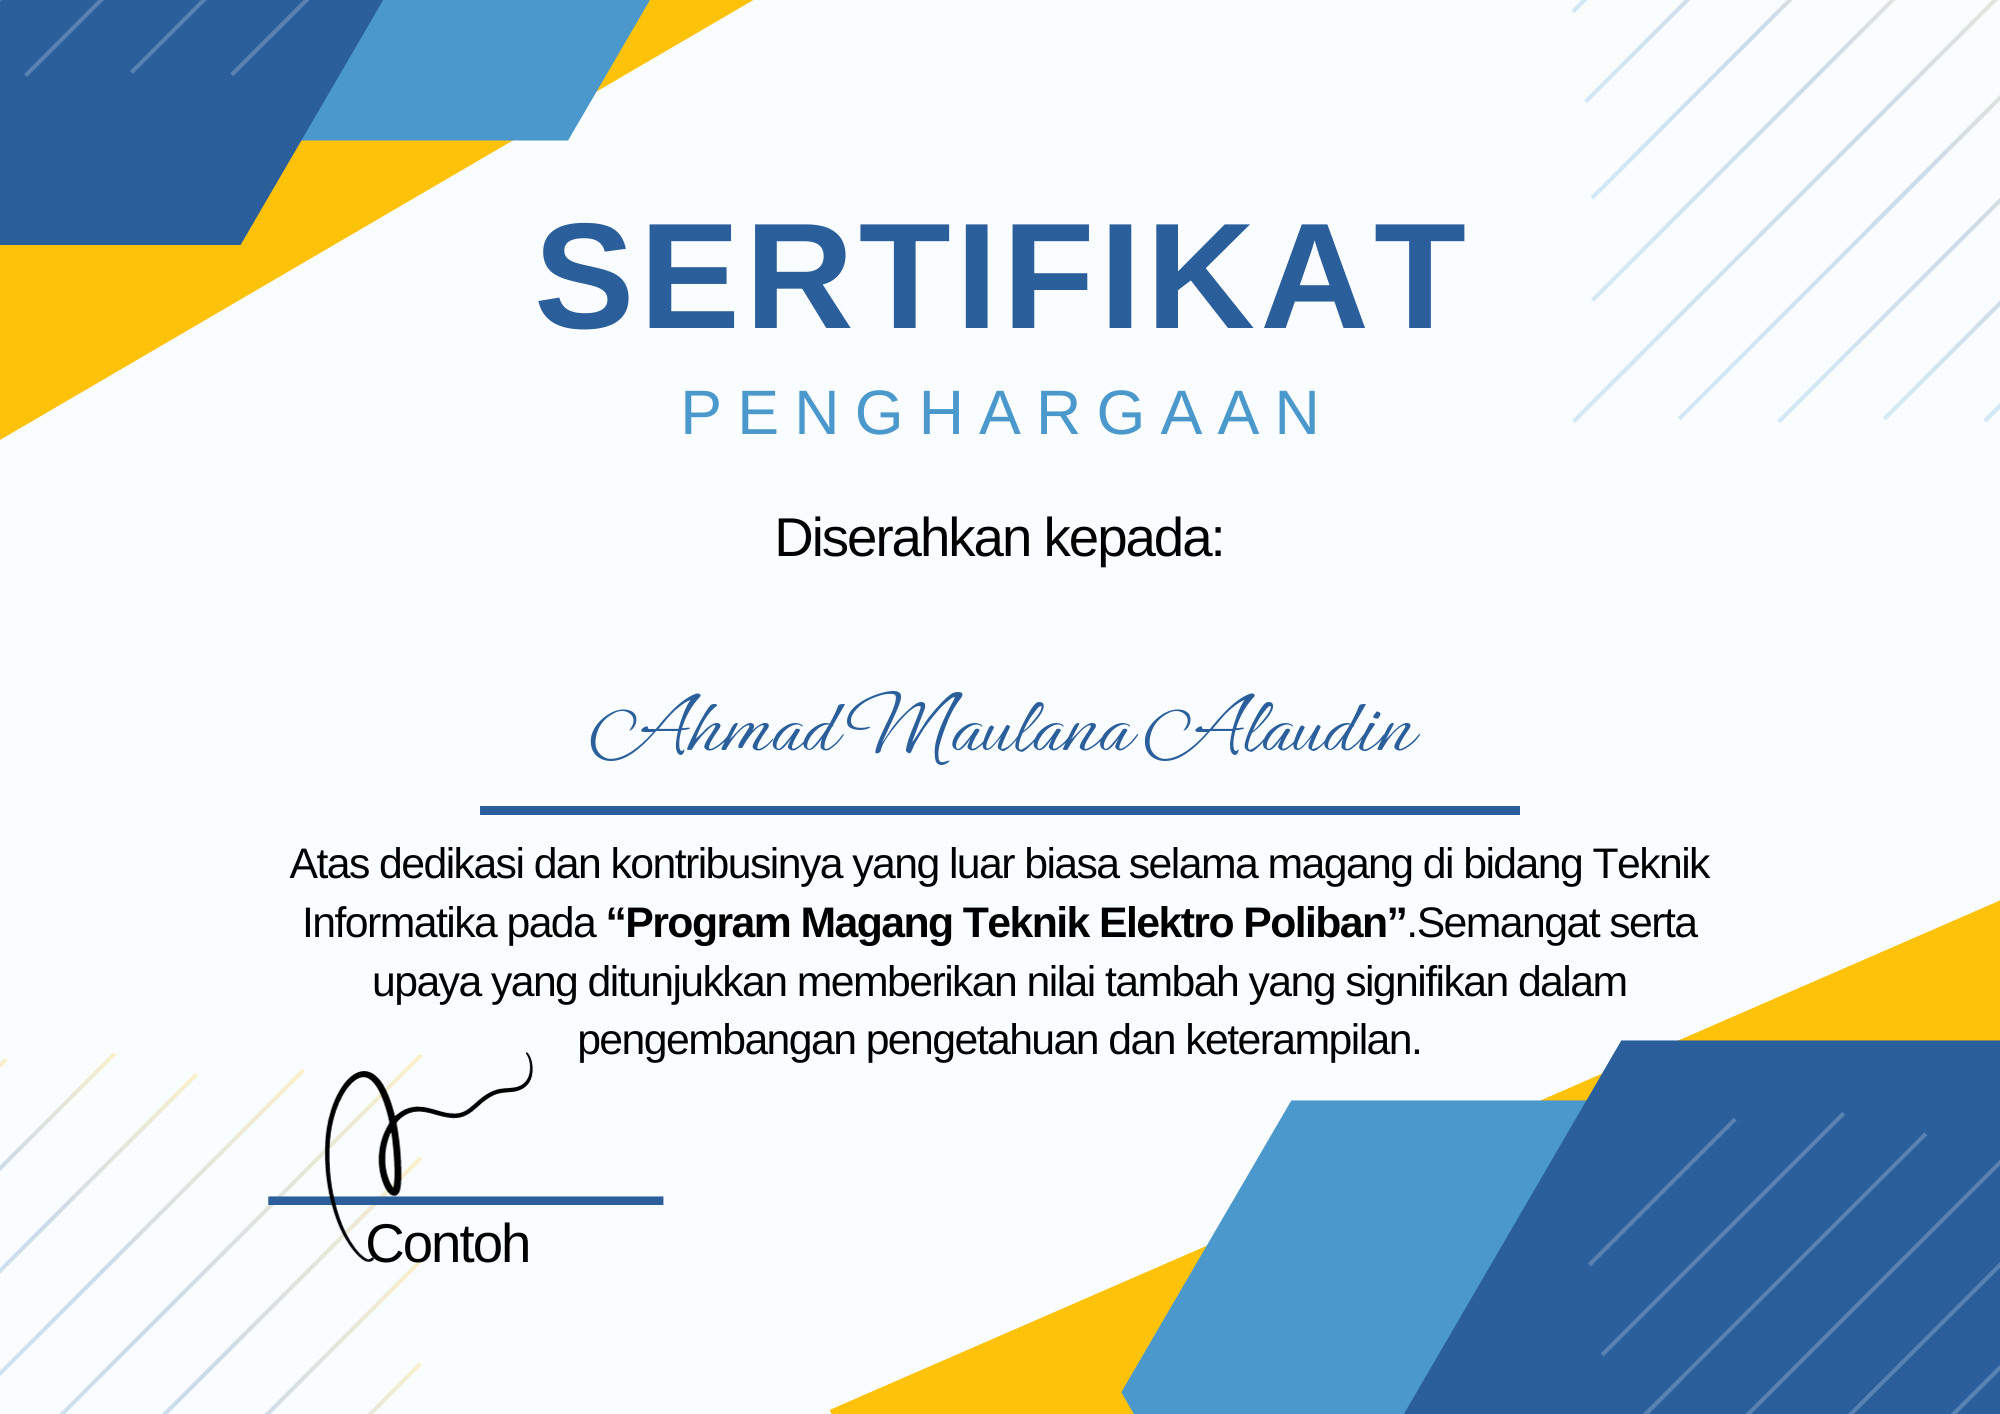 SERTIFIKAT
PENGHARGAAN
Diserahkan kepada:
Ahmad Maulana Alaudin
Atas dedikasi dan kontribusinya yang luar biasa selama magang di bidang Teknik
Informatika pada “Program Magang Teknik Elektro Poliban”.Semangat serta
upaya yang ditunjukkan memberikan nilai tambah yang signifikan dalam
pengembangan pengetahuan dan keterampilan.
Contoh